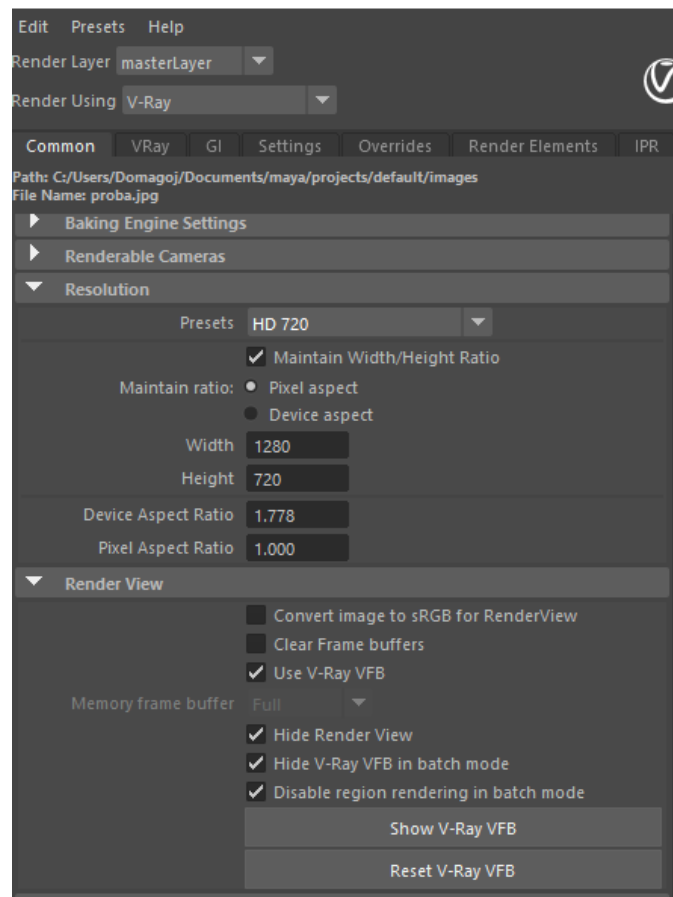 Edit Presets Help
Render Layer masterLayer
Render Using V-Ray
Common VRay GI Settings Overrides Render Elements IPR
Path: C:/Users/Domagoj/Documents/maya/projects/default/images
File Name: proba.jpg
Baking Engine Settings
Renderable Cameras
Resolution
Presets HD 720
Maintain Width/Height Ratio
Maintain ratio: Pixel aspect
Device aspect
Width 1280
Height 720
Device Aspect Ratio 1.778
Pixel Aspect Ratio 1.000
Render View
Convert image to sRGB for RenderView
Clear Frame buffers
Use V-Ray VFB
Memory frame buffer Full
Hide Render View
Hide V-Ray VFB in batch mode
Disable region rendering in batch mode
Show V-Ray VFB
Reset V-Ray VFB